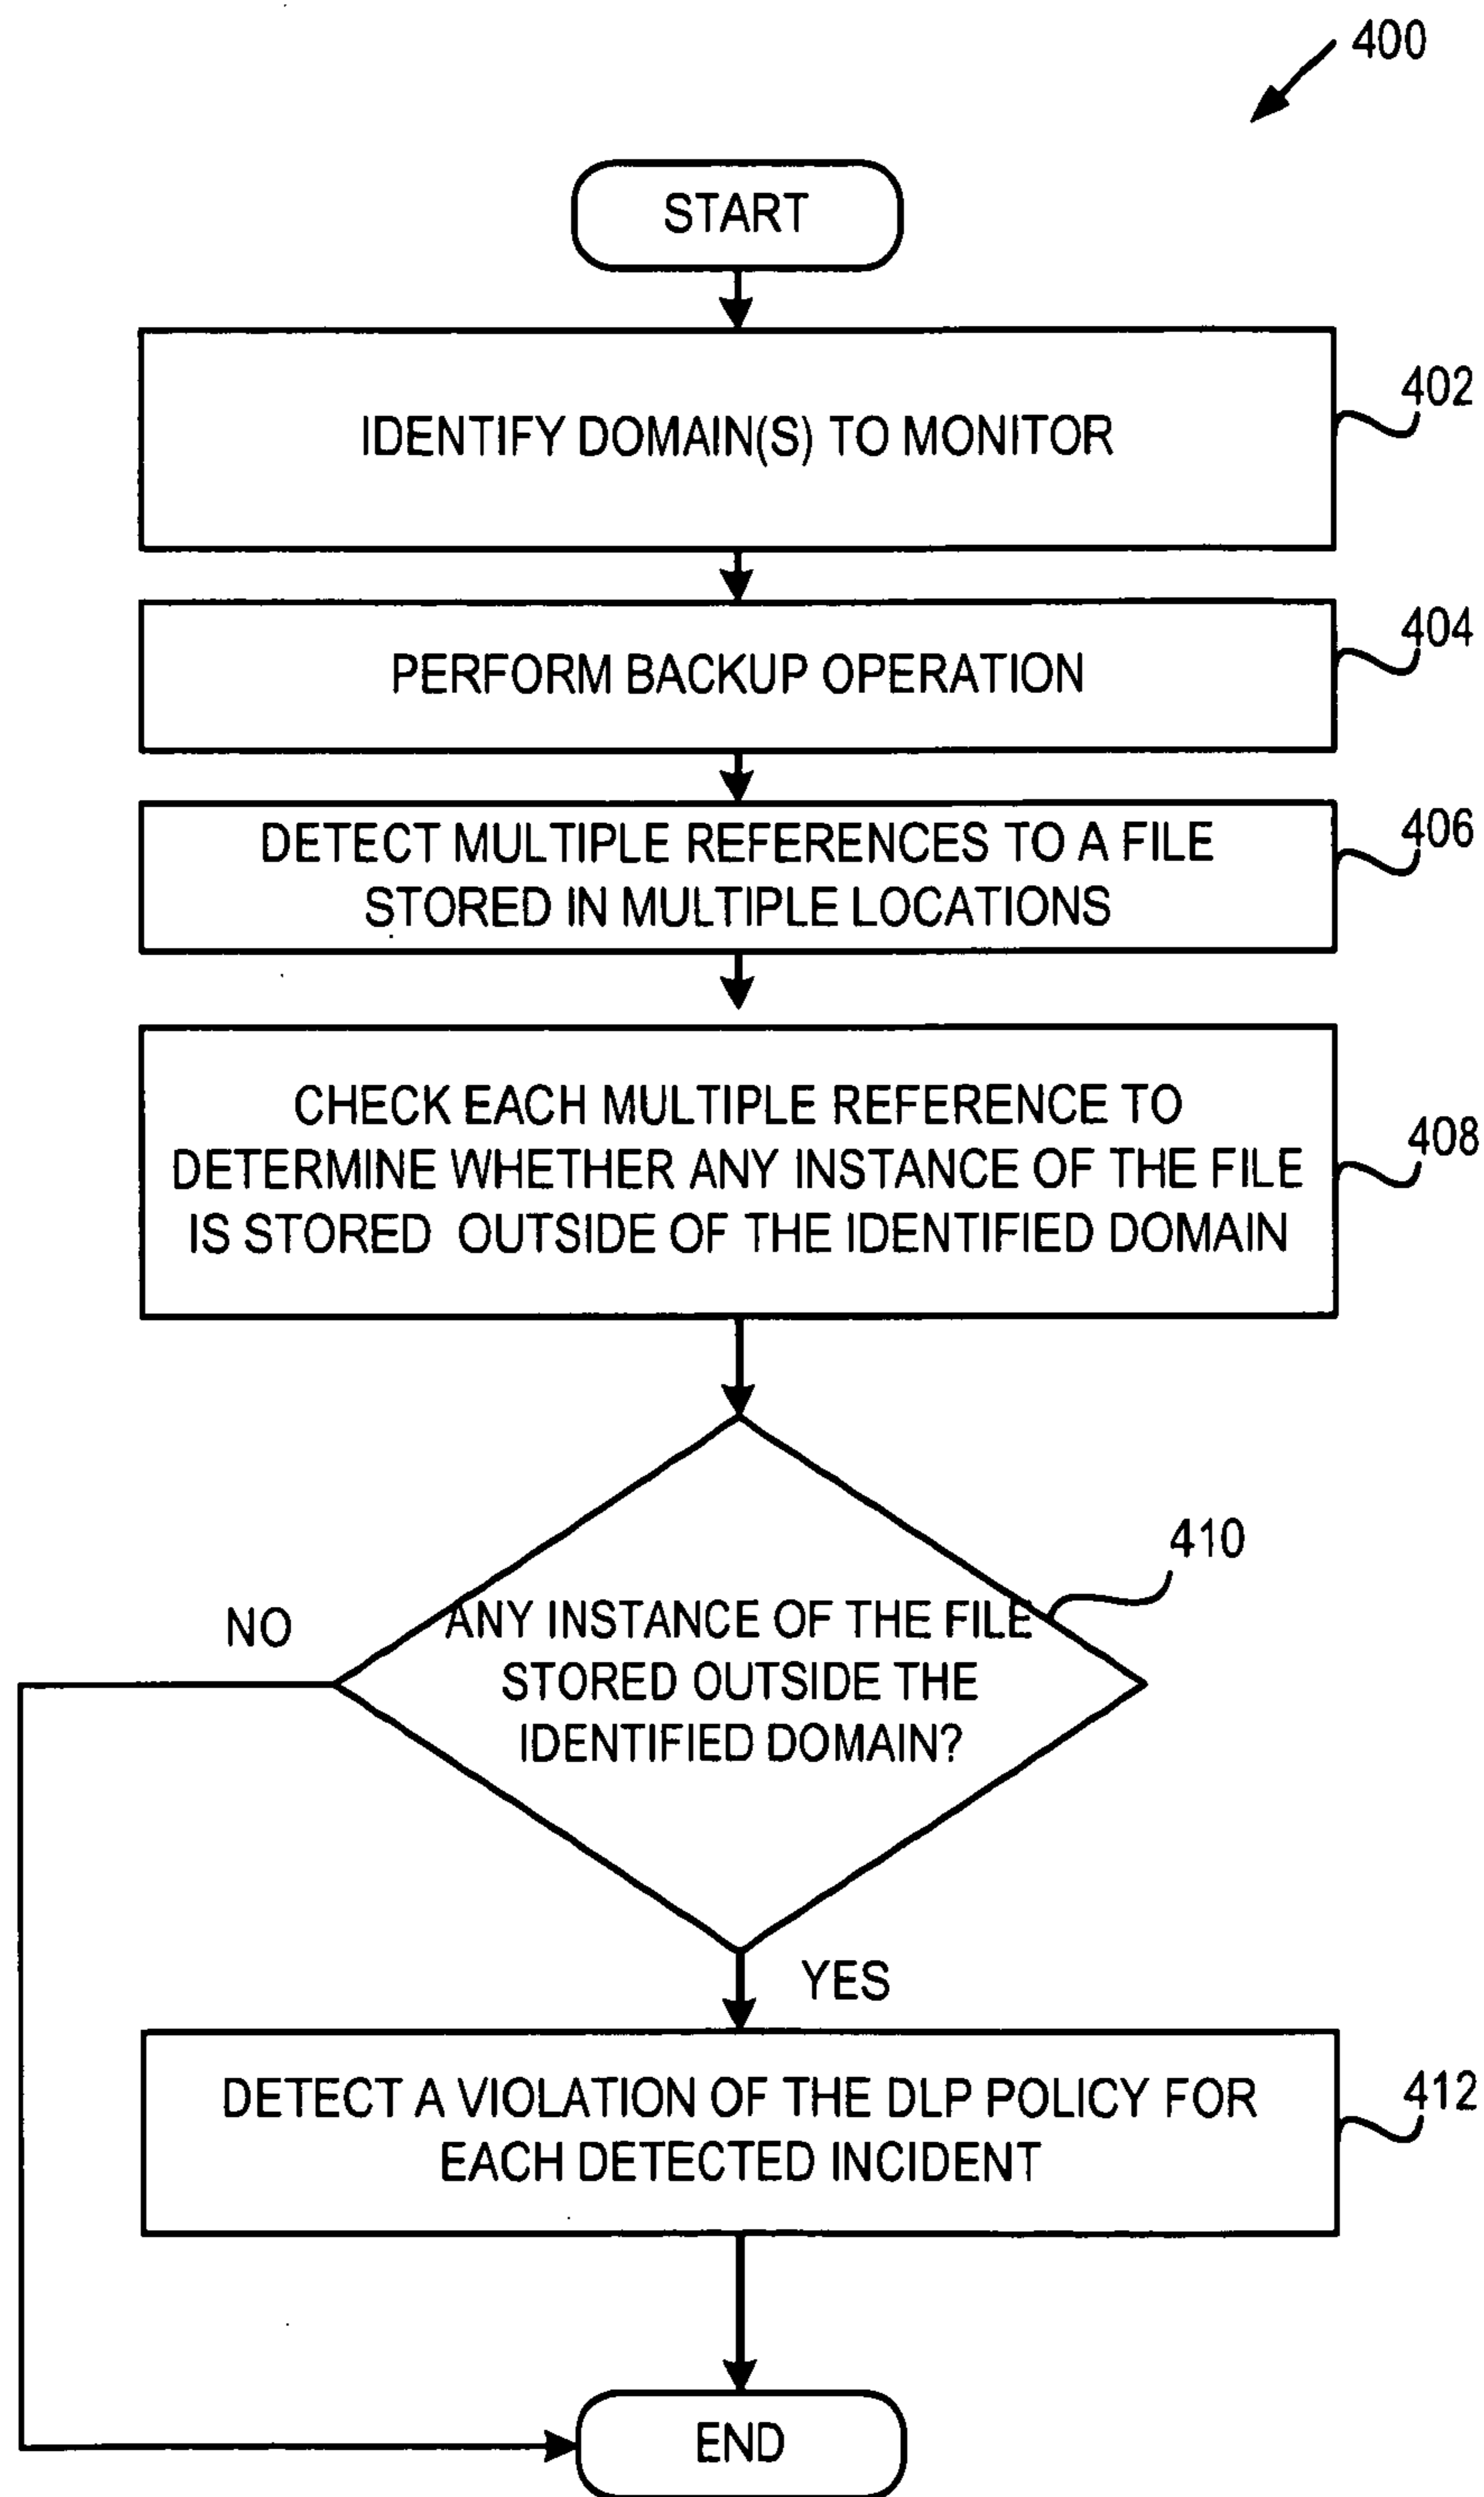 400
START
IDENTIFY DOMAIN(S) TO MONITOR
402
PERFORM BACKUP OPERATION
404
DETECT MULTIPLE REFERENCES TO A FILE
STORED IN MULTIPLE LOCATIONS
406
CHECK EACH MULTIPLE REFERENCE TO
DETERMINE WHETHER ANY INSTANCE OF THE FILE
IS STORED OUTSIDE OF THE IDENTIFIED DOMAIN
408
410
NO
ANY INSTANCE OF THE FILE
STORED OUTSIDE THE
IDENTIFIED DOMAIN?
YES
DETECT A VIOLATION OF THE DLP POLICY FOR
EACH DETECTED INCIDENT
412
END